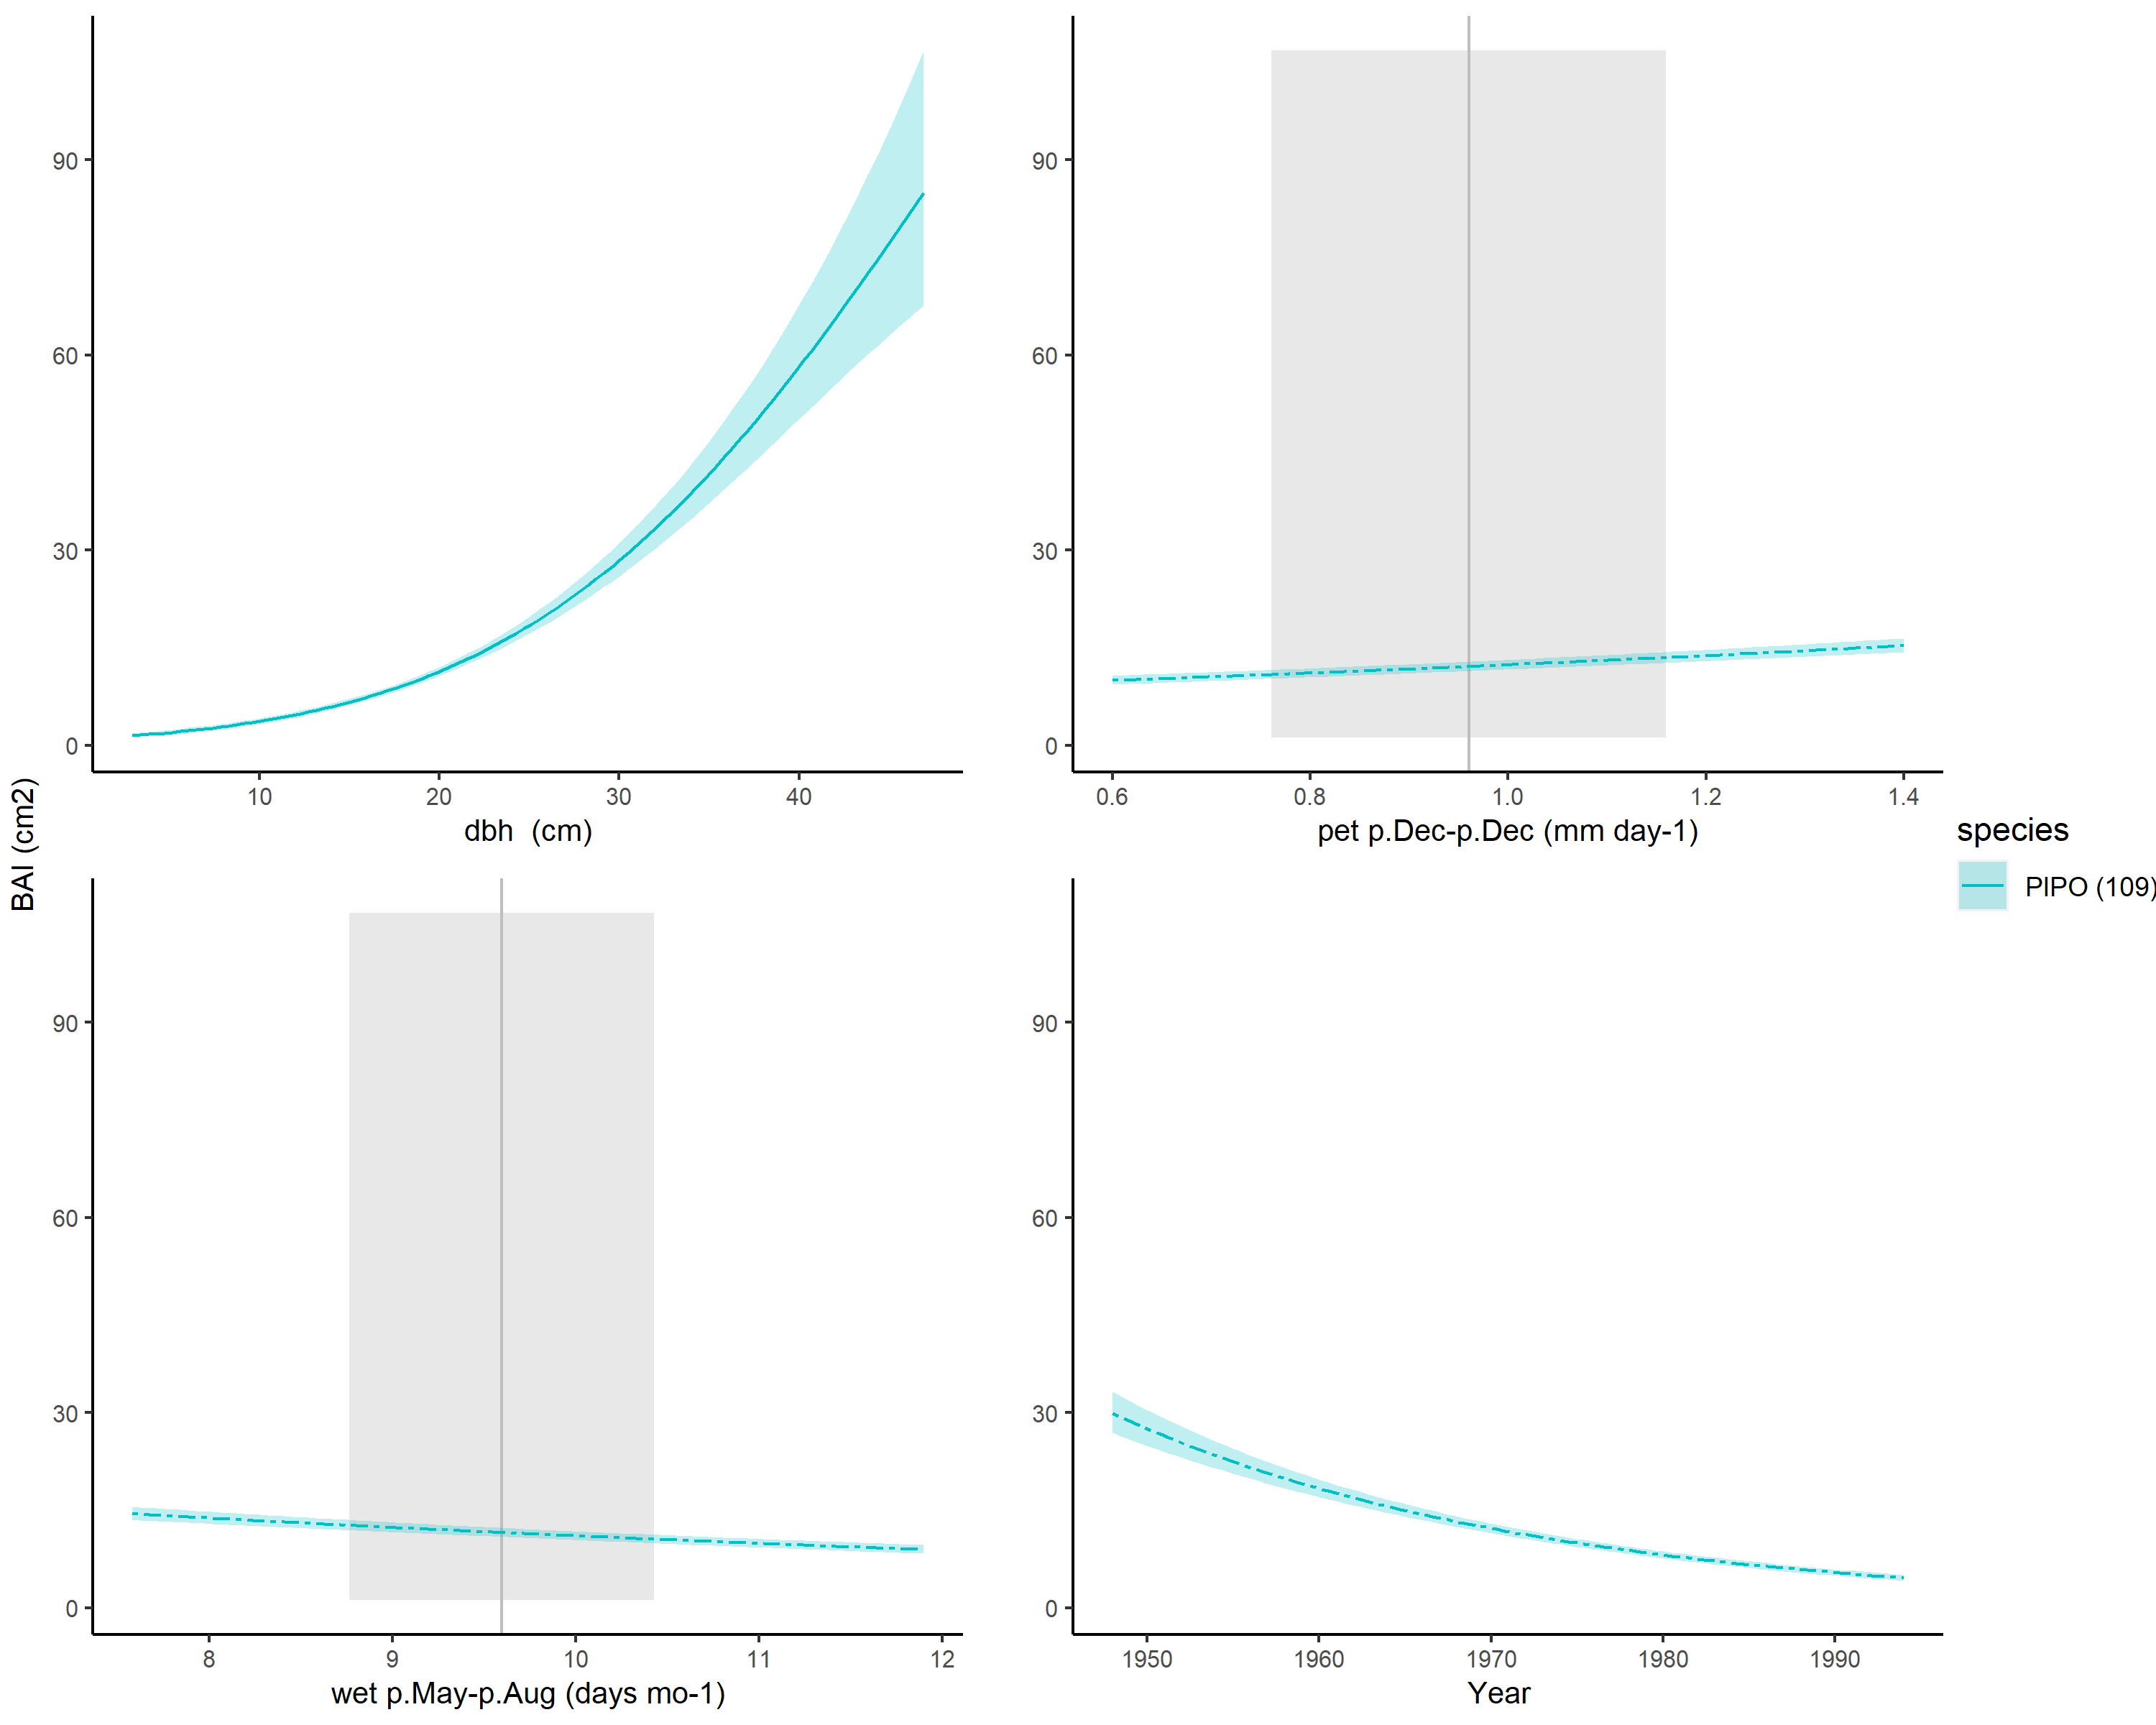 BAI (cm2)
90
60
30
0
10 20 30 40
dbh  (cm)
90
60
30
0
0.6 0.8 1.0 1.2 1.4
pet p.Dec-p.Dec (mm day-1)
90
60
30
0
8 9 10 11 12
wet p.May-p.Aug (days mo-1)
90
60
30
0
1950 1960 1970 1980 1990
Year
species
PIPO (109)